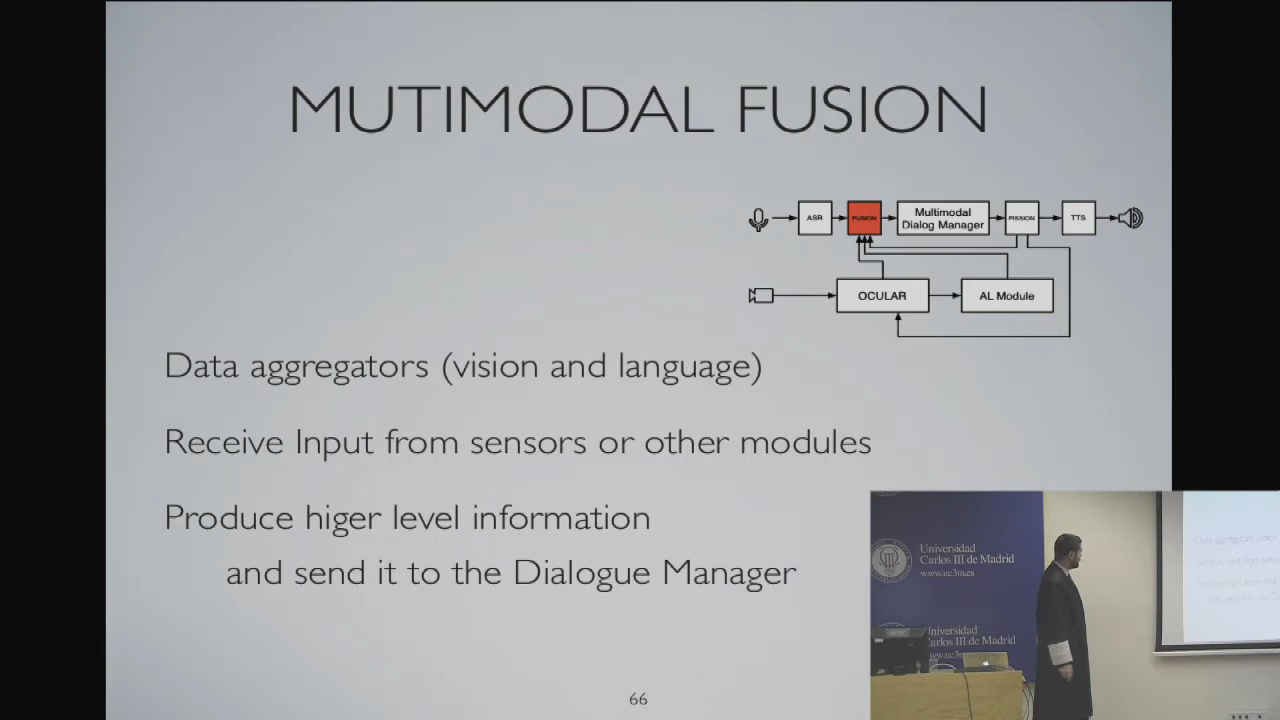 MUTIMODAL FUSION
ASR
FUSION
Multimodal
Dialog Manager
FISSION
TTS
OCULAR
AL Module
Data aggregators (vision and language)
Receive Input from sensors or other modules
Produce higer level information
and send it to the Dialogue Manager
66
Universidad
Carlos III de Madrid
www.uc3m.es
Universidad
Carlos III de Madrid
www.uc3m.es